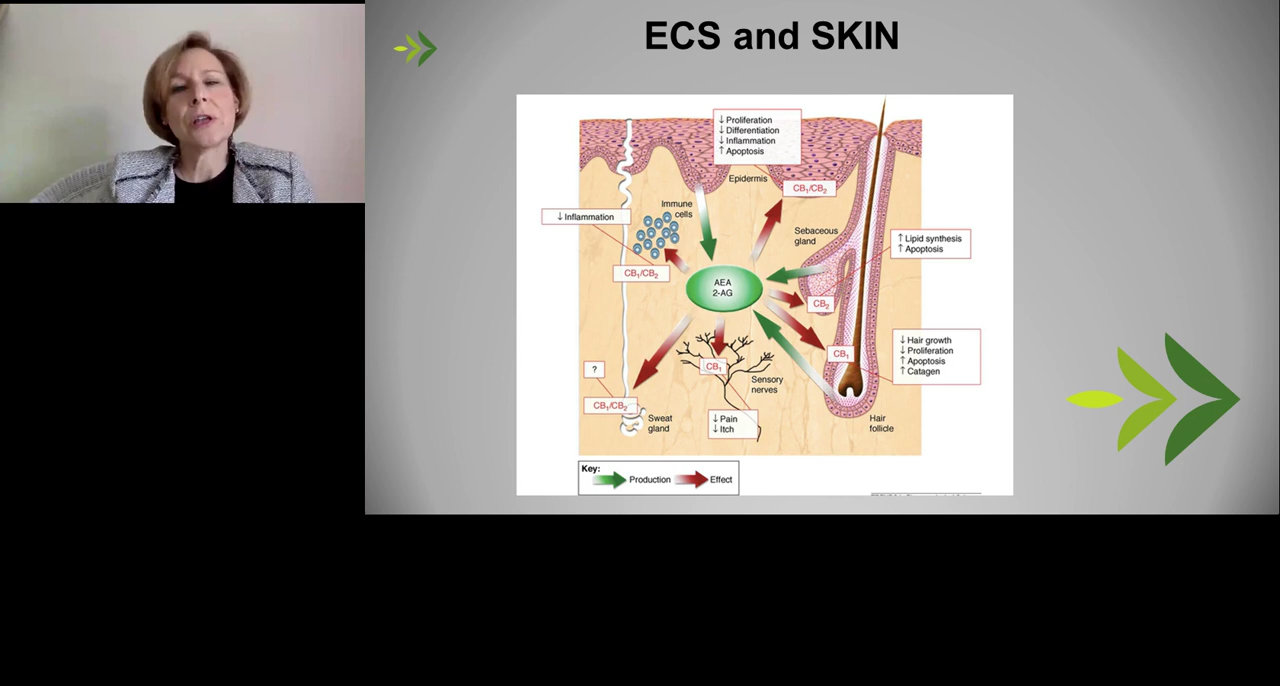 ECS and SKIN
↓ Proliferation
↓ Differentiation
↓ Inflammation
↑ Apoptosis
Epidermis
CB₁/CB₂
Immune
cells
↓ Inflammation
CB₁/CB₂
Sebaceous
gland
↑ Lipid synthesis
↑ Apoptosis
AEA
2-AG
CB₂
CB₁
↓ Hair growth
↓ Proliferation
↑ Apoptosis
↑ Catagen
?
CB₁/CB₂
Sweat
gland
CB₁
Sensory
nerves
↓ Pain
↓ Itch
Hair
follicle
Key:
Production
Effect